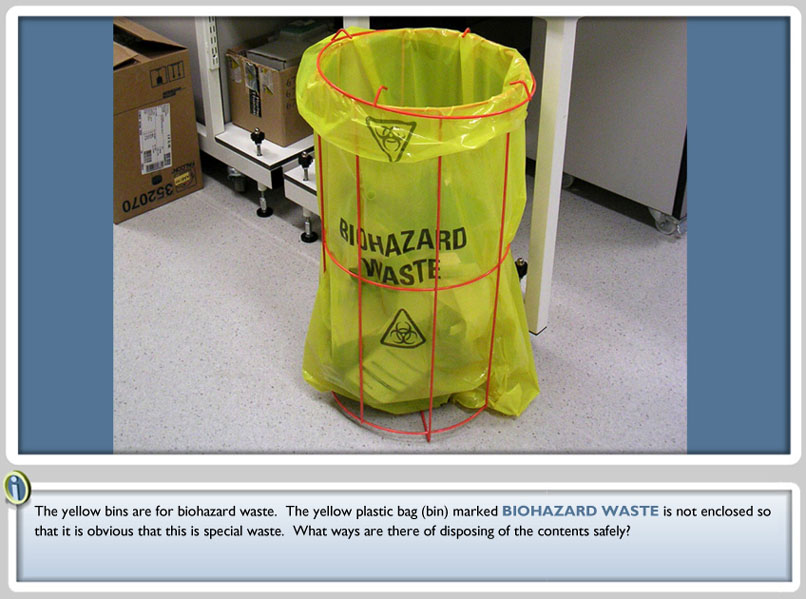 352070
BIOHAZARD
WASTE
The yellow bins are for biohazard waste. The yellow plastic bag (bin) marked BIOHAZARD WASTE is not enclosed so
that it is obvious that this is special waste. What ways are there of disposing of the contents safely?